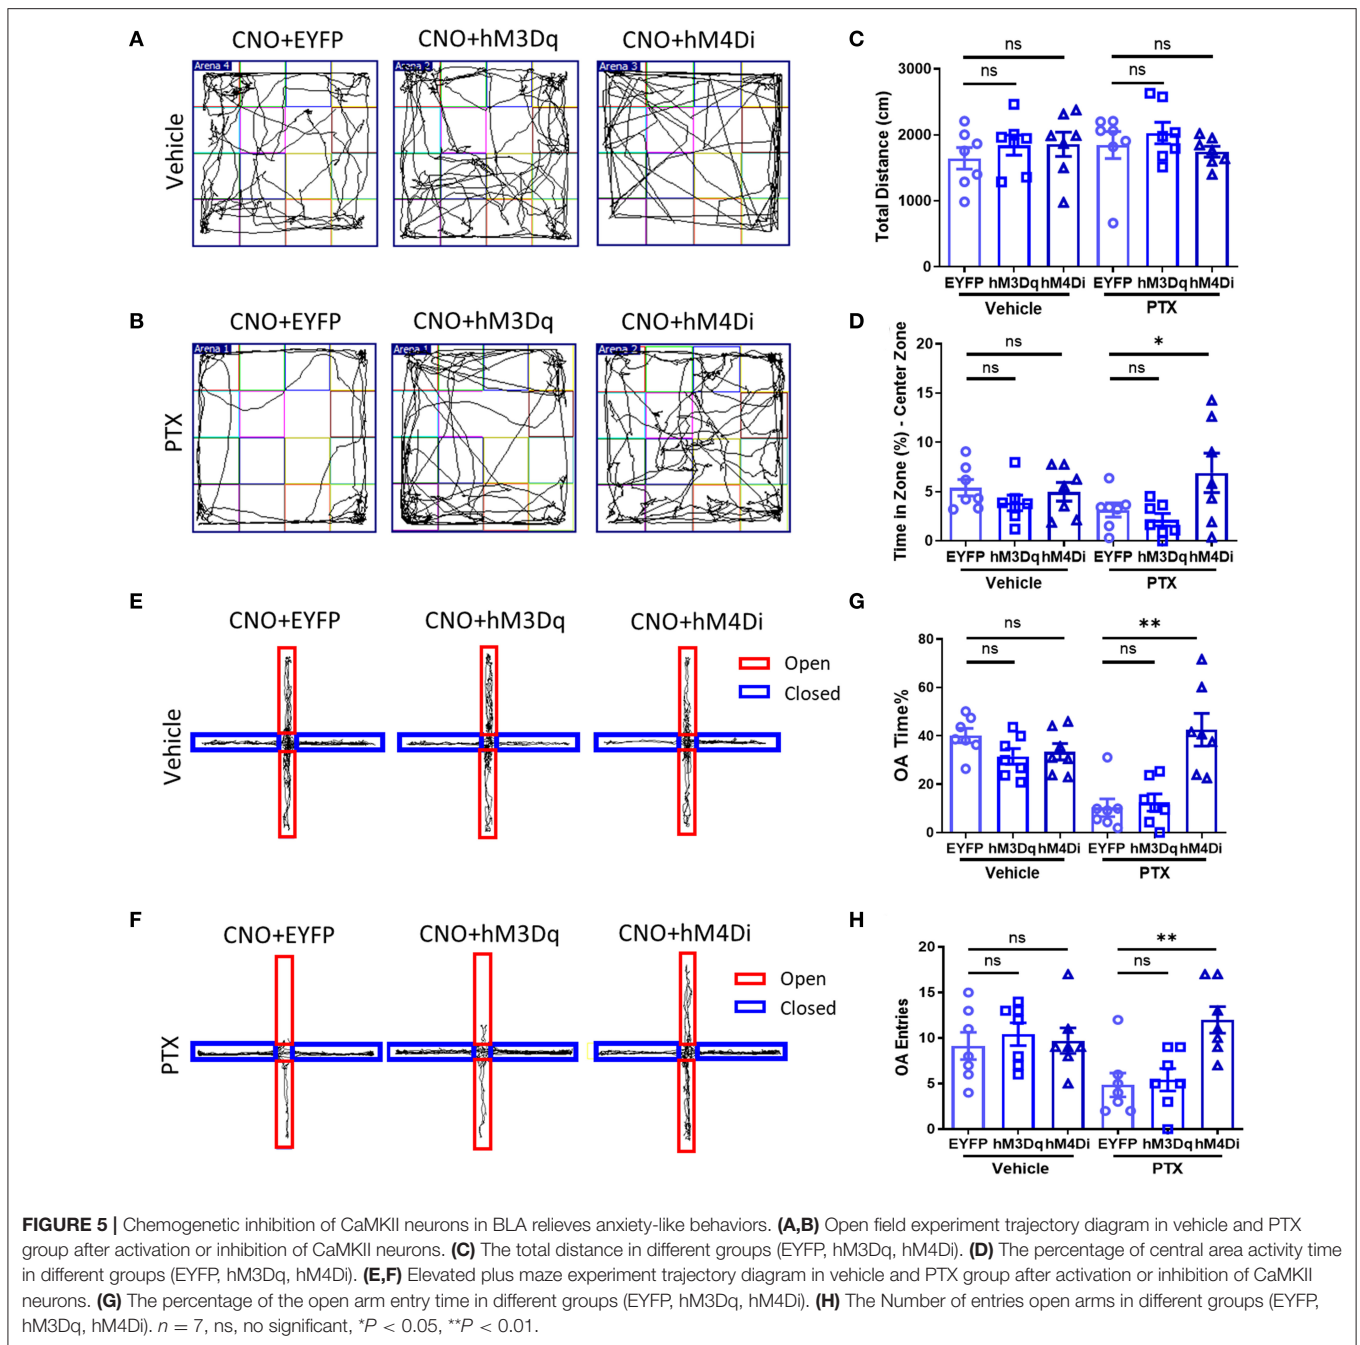 A
CNO+EYFP
CNO+hM3Dq
CNO+hM4Di
Vehicle
Arena 4
Arena 2
Arena 3
B
CNO+EYFP
CNO+hM3Dq
CNO+hM4Di
PTX
Arena 1
Arena 1
Arena 2
C
ns
ns
ns
ns
Total Distance (cm)
3000
2000
1000
0
EYFP hM3Dq hM4Di EYFP hM3Dq hM4Di
Vehicle PTX
D
ns
ns
*
ns
Time in Zone (%) - Center Zone
20
15
10
5
0
EYFP hM3Dq hM4Di EYFP hM3Dq hM4Di
Vehicle PTX
E
CNO+EYFP
CNO+hM3Dq
CNO+hM4Di
Vehicle
Open
Closed
F
CNO+EYFP
CNO+hM3Dq
CNO+hM4Di
PTX
Open
Closed
G
ns
ns
**
ns
OA Time%
80
60
40
20
0
EYFP hM3Dq hM4Di EYFP hM3Dq hM4Di
Vehicle PTX
H
ns
ns
**
ns
OA Entries
20
15
10
5
0
EYFP hM3Dq hM4Di EYFP hM3Dq hM4Di
Vehicle PTX
FIGURE 5 | Chemogenetic inhibition of CaMKII neurons in BLA relieves anxiety-like behaviors. (A,B) Open field experiment trajectory diagram in vehicle and PTX
group after activation or inhibition of CaMKII neurons. (C) The total distance in different groups (EYFP, hM3Dq, hM4Di). (D) The percentage of central area activity time
in different groups (EYFP, hM3Dq, hM4Di). (E,F) Elevated plus maze experiment trajectory diagram in vehicle and PTX group after activation or inhibition of CaMKII
neurons. (G) The percentage of the open arm entry time in different groups (EYFP, hM3Dq, hM4Di). (H) The Number of entries open arms in different groups (EYFP,
hM3Dq, hM4Di). n = 7, ns, no significant, *P < 0.05, **P < 0.01.